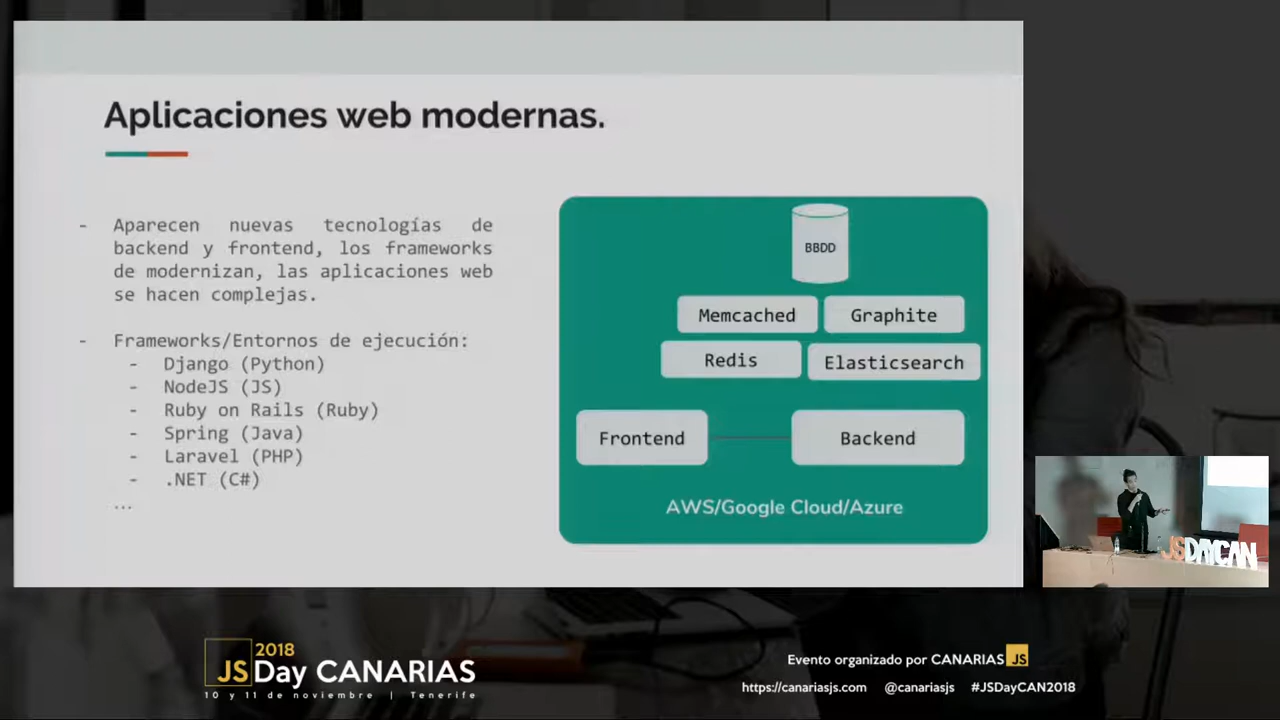 Aplicaciones web modernas.
- Aparecen nuevas tecnologías de
backend y frontend, los frameworks
de modernizan, las aplicaciones web
se hacen complejas.
- Frameworks/Entornos de ejecución:
- Django (Python)
- NodeJS (JS)
- Ruby on Rails (Ruby)
- Spring (Java)
- Laravel (PHP)
- .NET (C#)
...
BBDD
Memcached
Graphite
Redis
Elasticsearch
Frontend
Backend
AWS/Google Cloud/Azure
JSDAYCAN
2018
JSDay CANARIAS
10 y 11 de noviembre | Tenerife
Evento organizado por CANARIAS JS
https://canariasjs.com @canariasjs #JSDayCAN2018